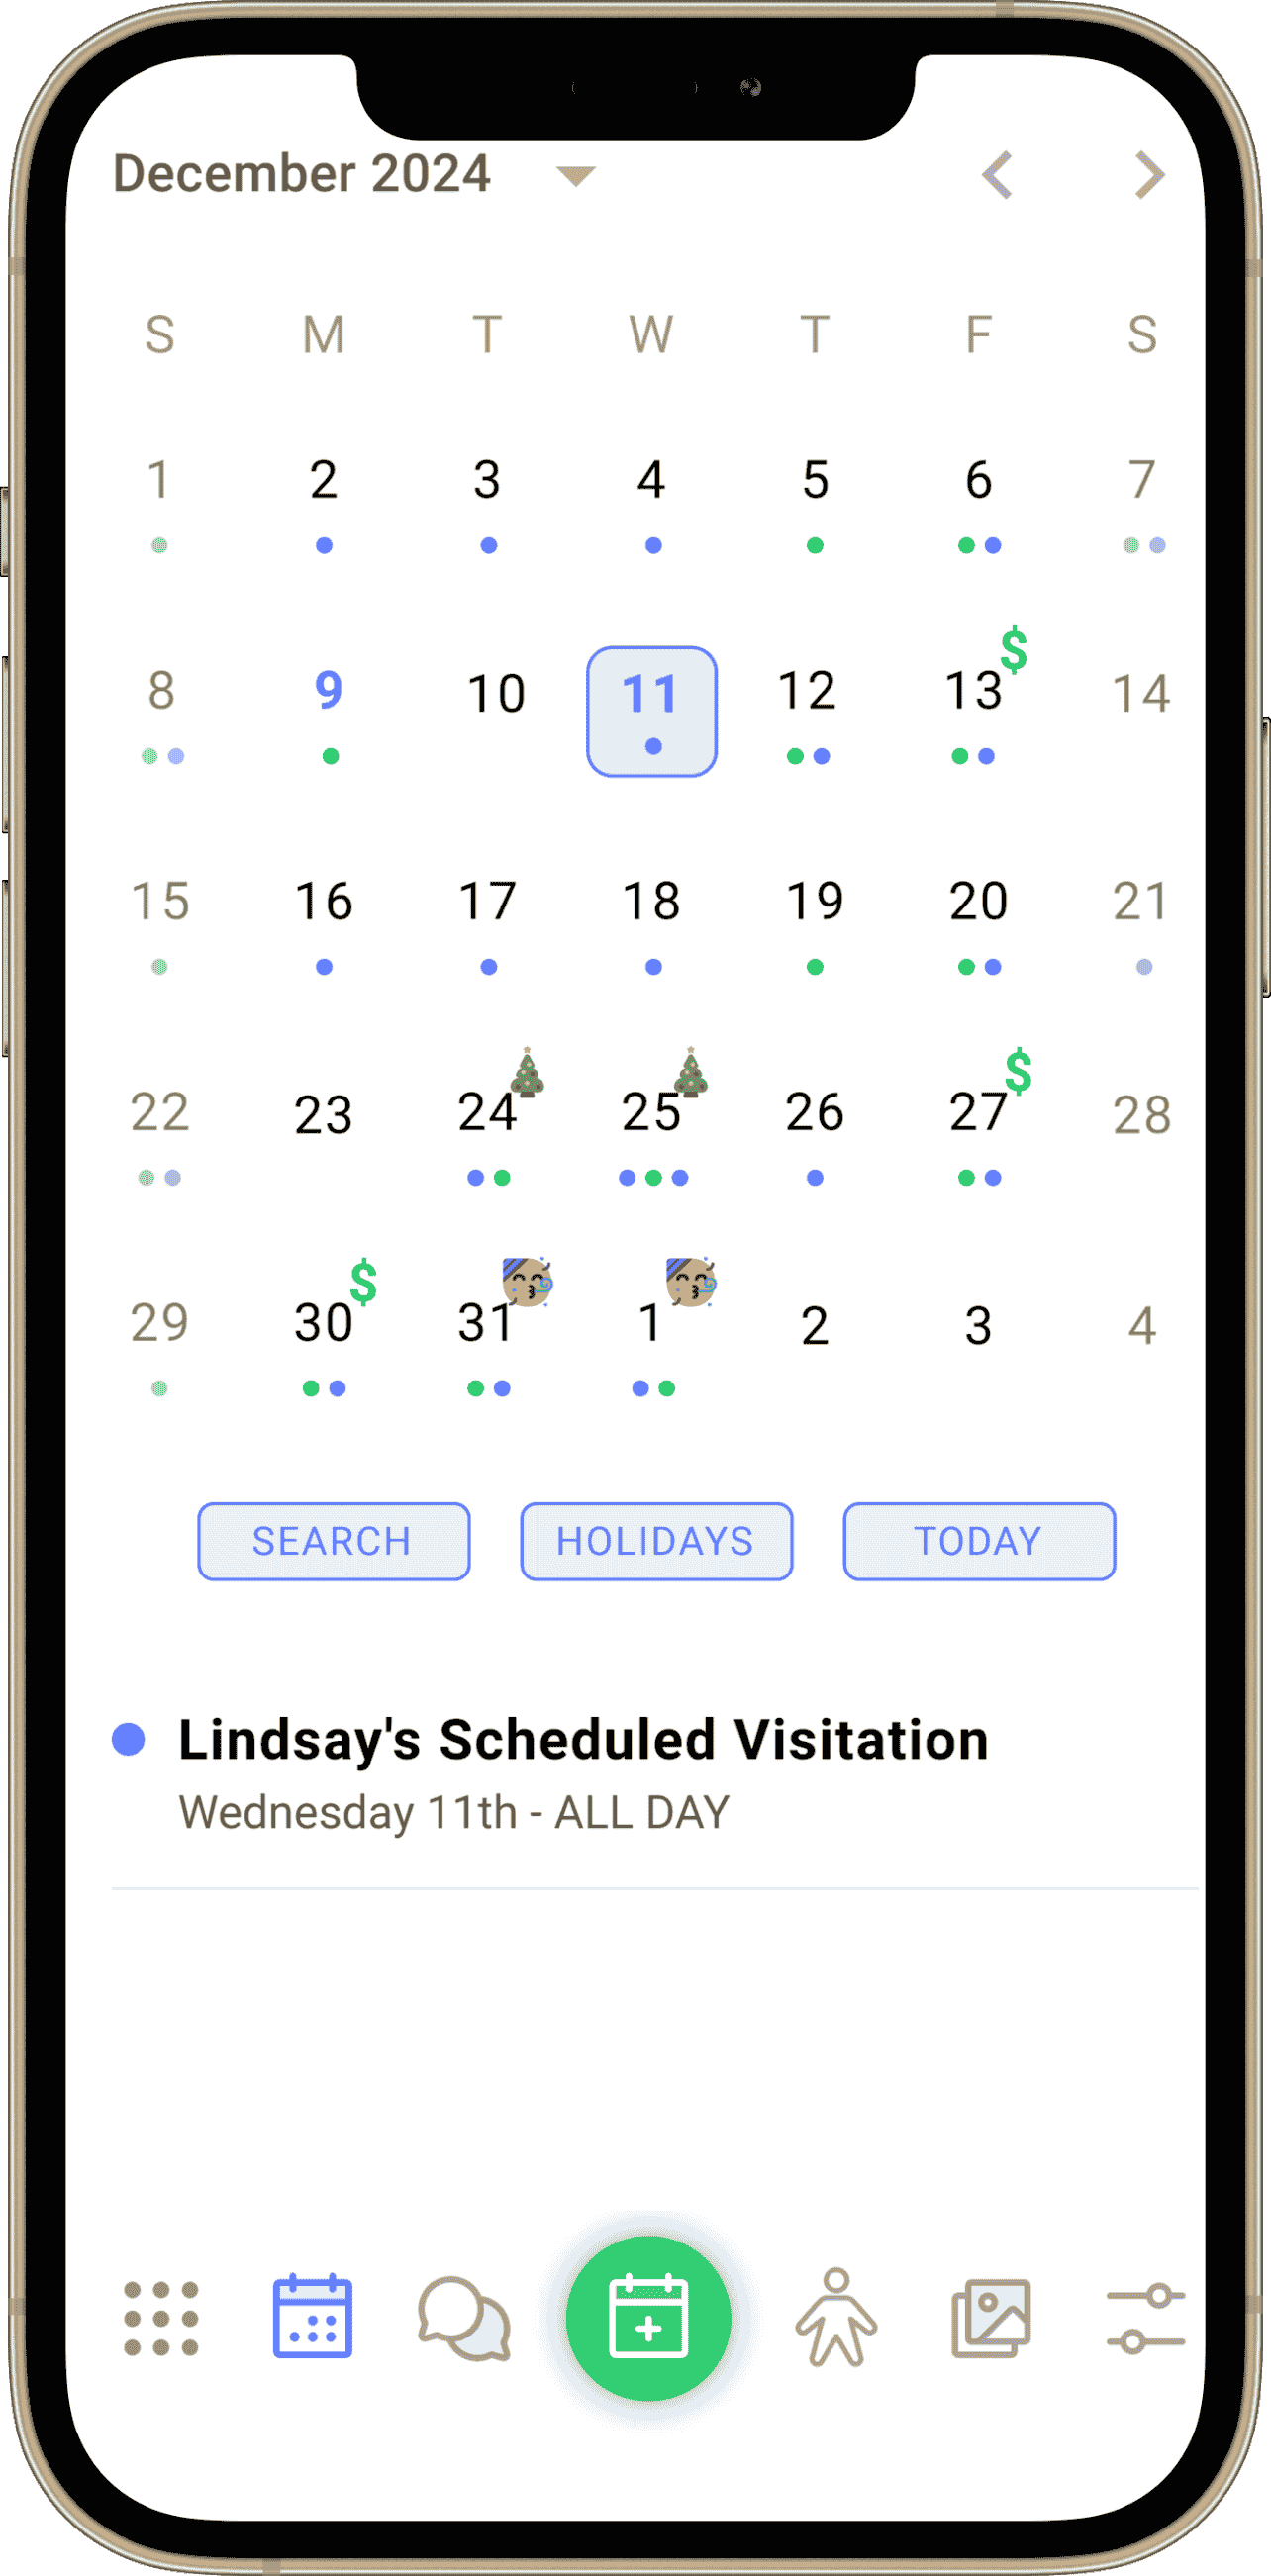 December 2024
S M T W T F S
1 2 3 4 5 6 7
$
8 9 10 11 12 13 14
15 16 17 18 19 20 21
$
22 23 24 25 26 27 28
$
29 30 31 1 2 3 4
SEARCH HOLIDAYS TODAY
Lindsay's Scheduled Visitation
Wednesday 11th - ALL DAY